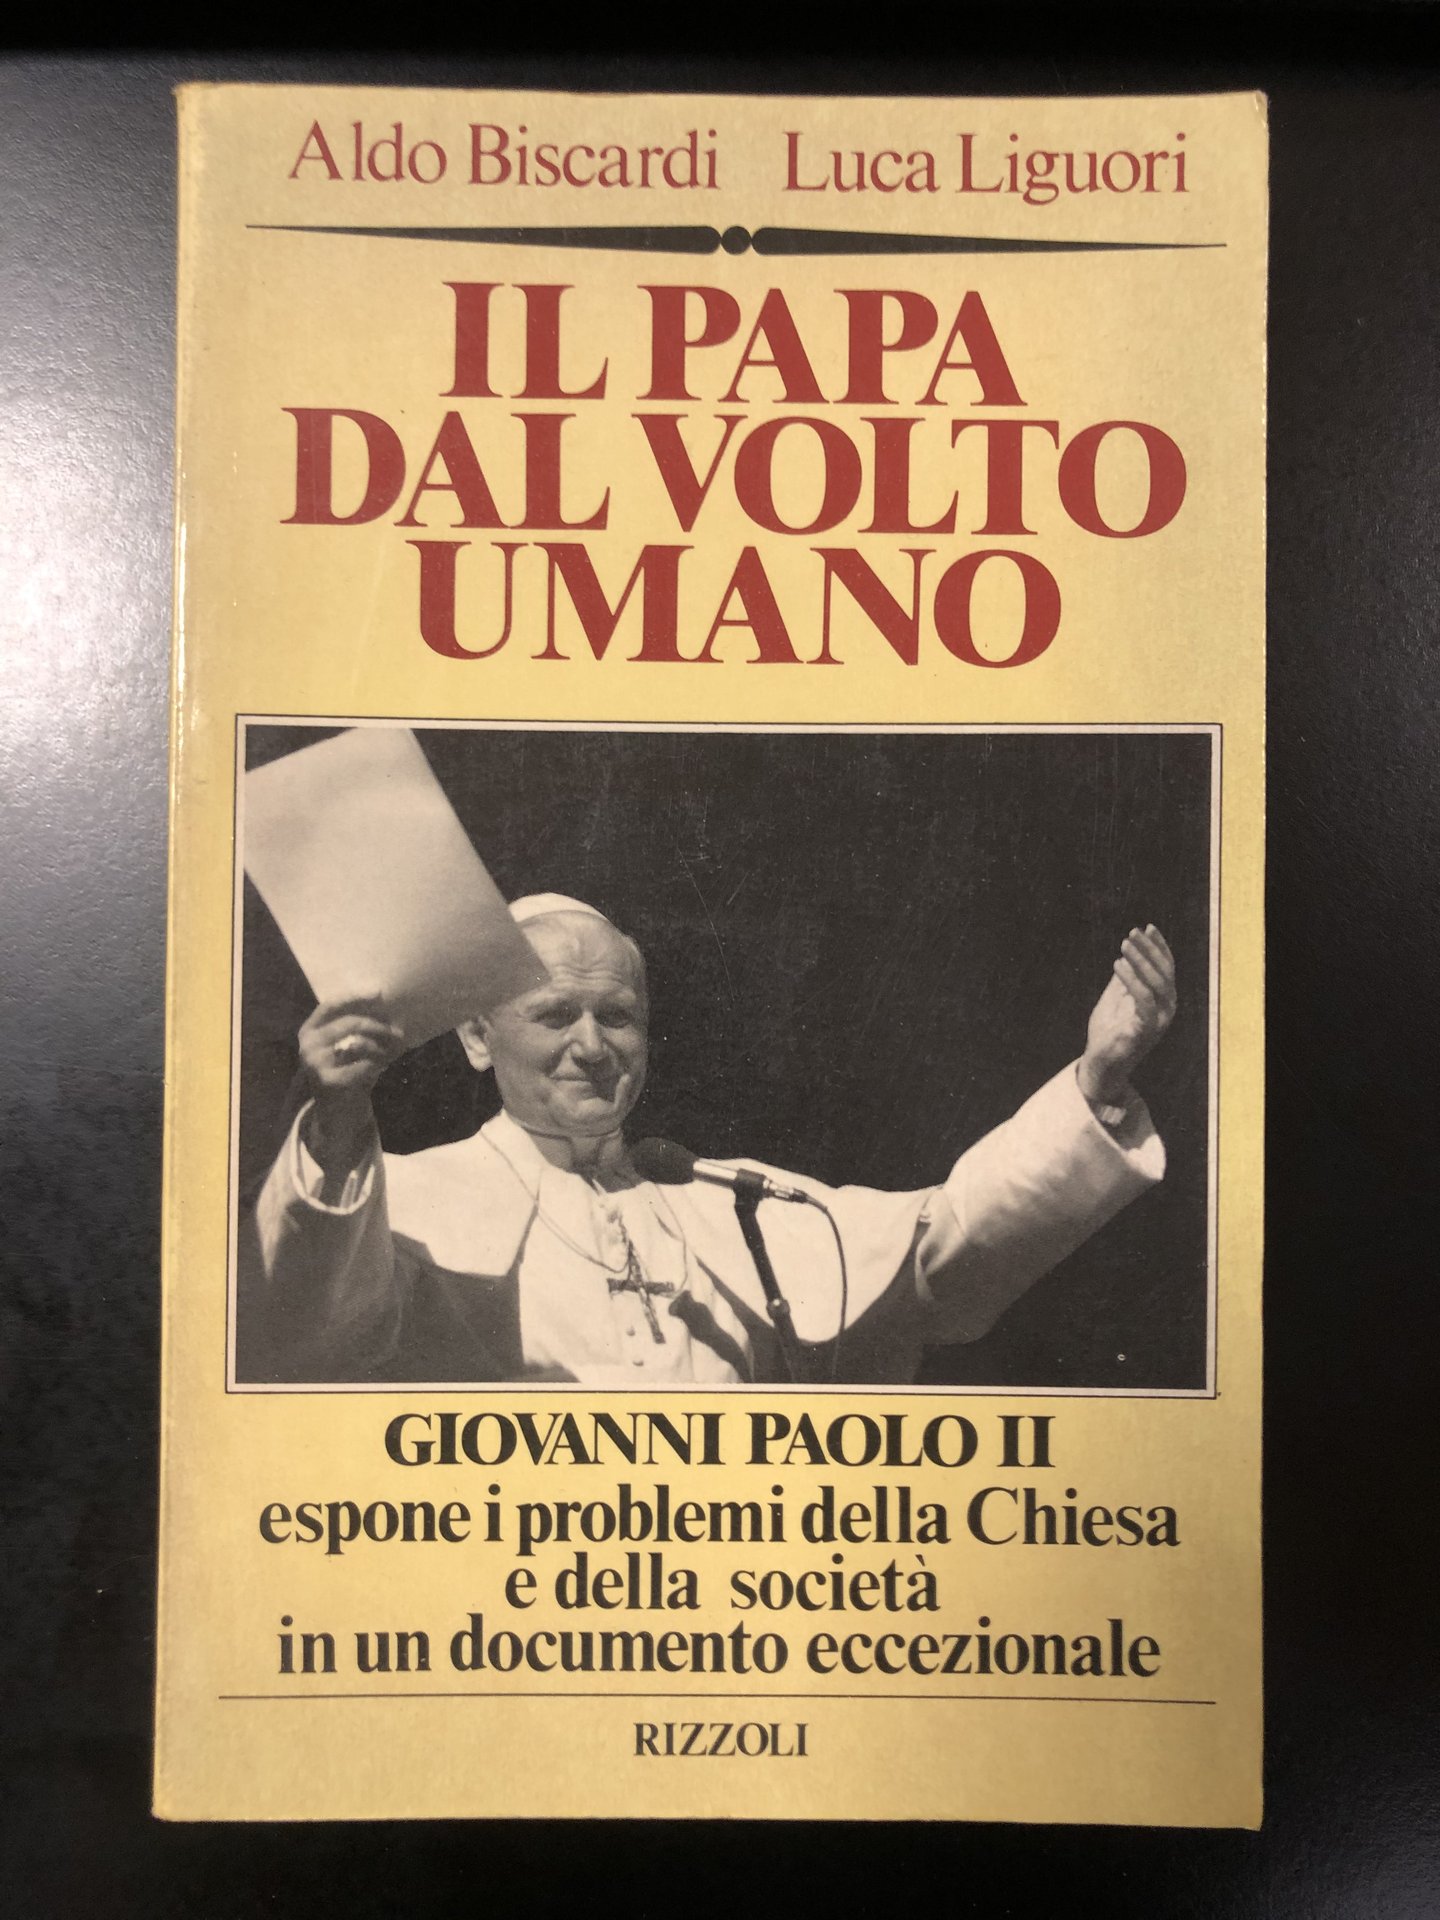 Aldo Biscardi Luca Liguori
IL PAPA
DAL VOLTO
UMANO
GIOVANNI PAOLO II
espone i problemi della Chiesa
e della società
in un documento eccezionale
RIZZOLI